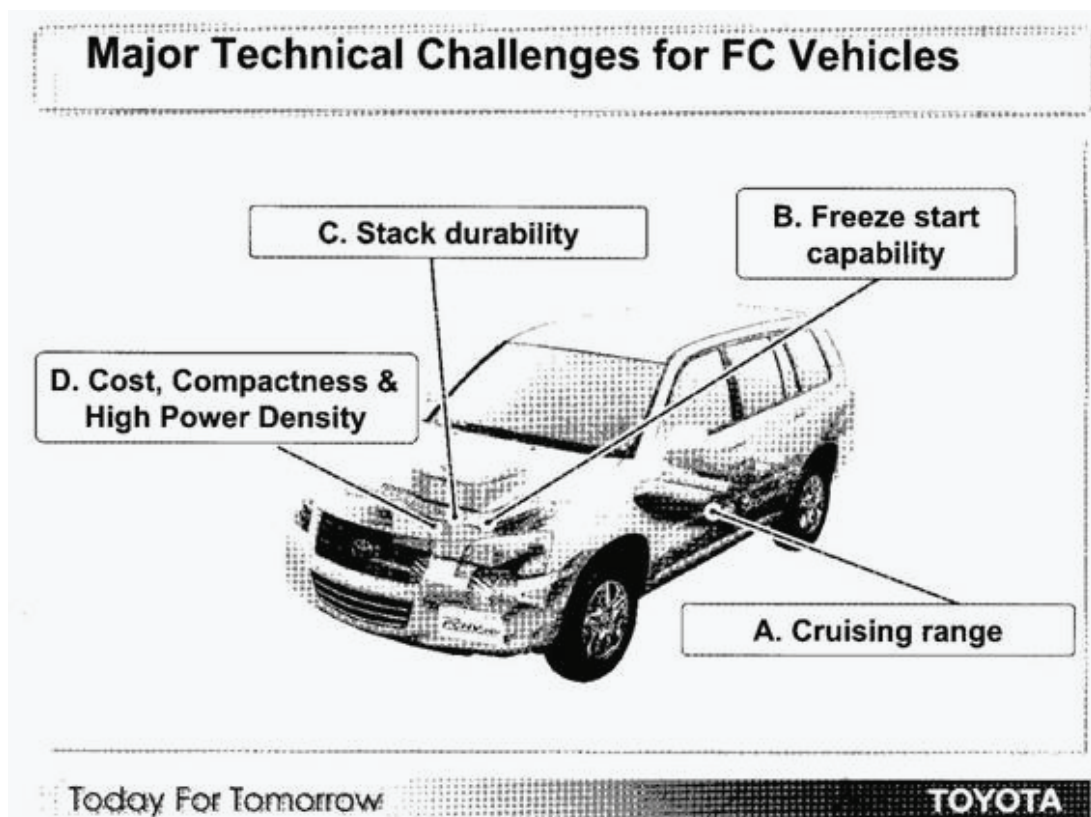 Major Technical Challenges for FC Vehicles
C. Stack durability
B. Freeze start
capability
D. Cost, Compactness &
High Power Density
A. Cruising range
Today For Tomorrow
TOYOTA